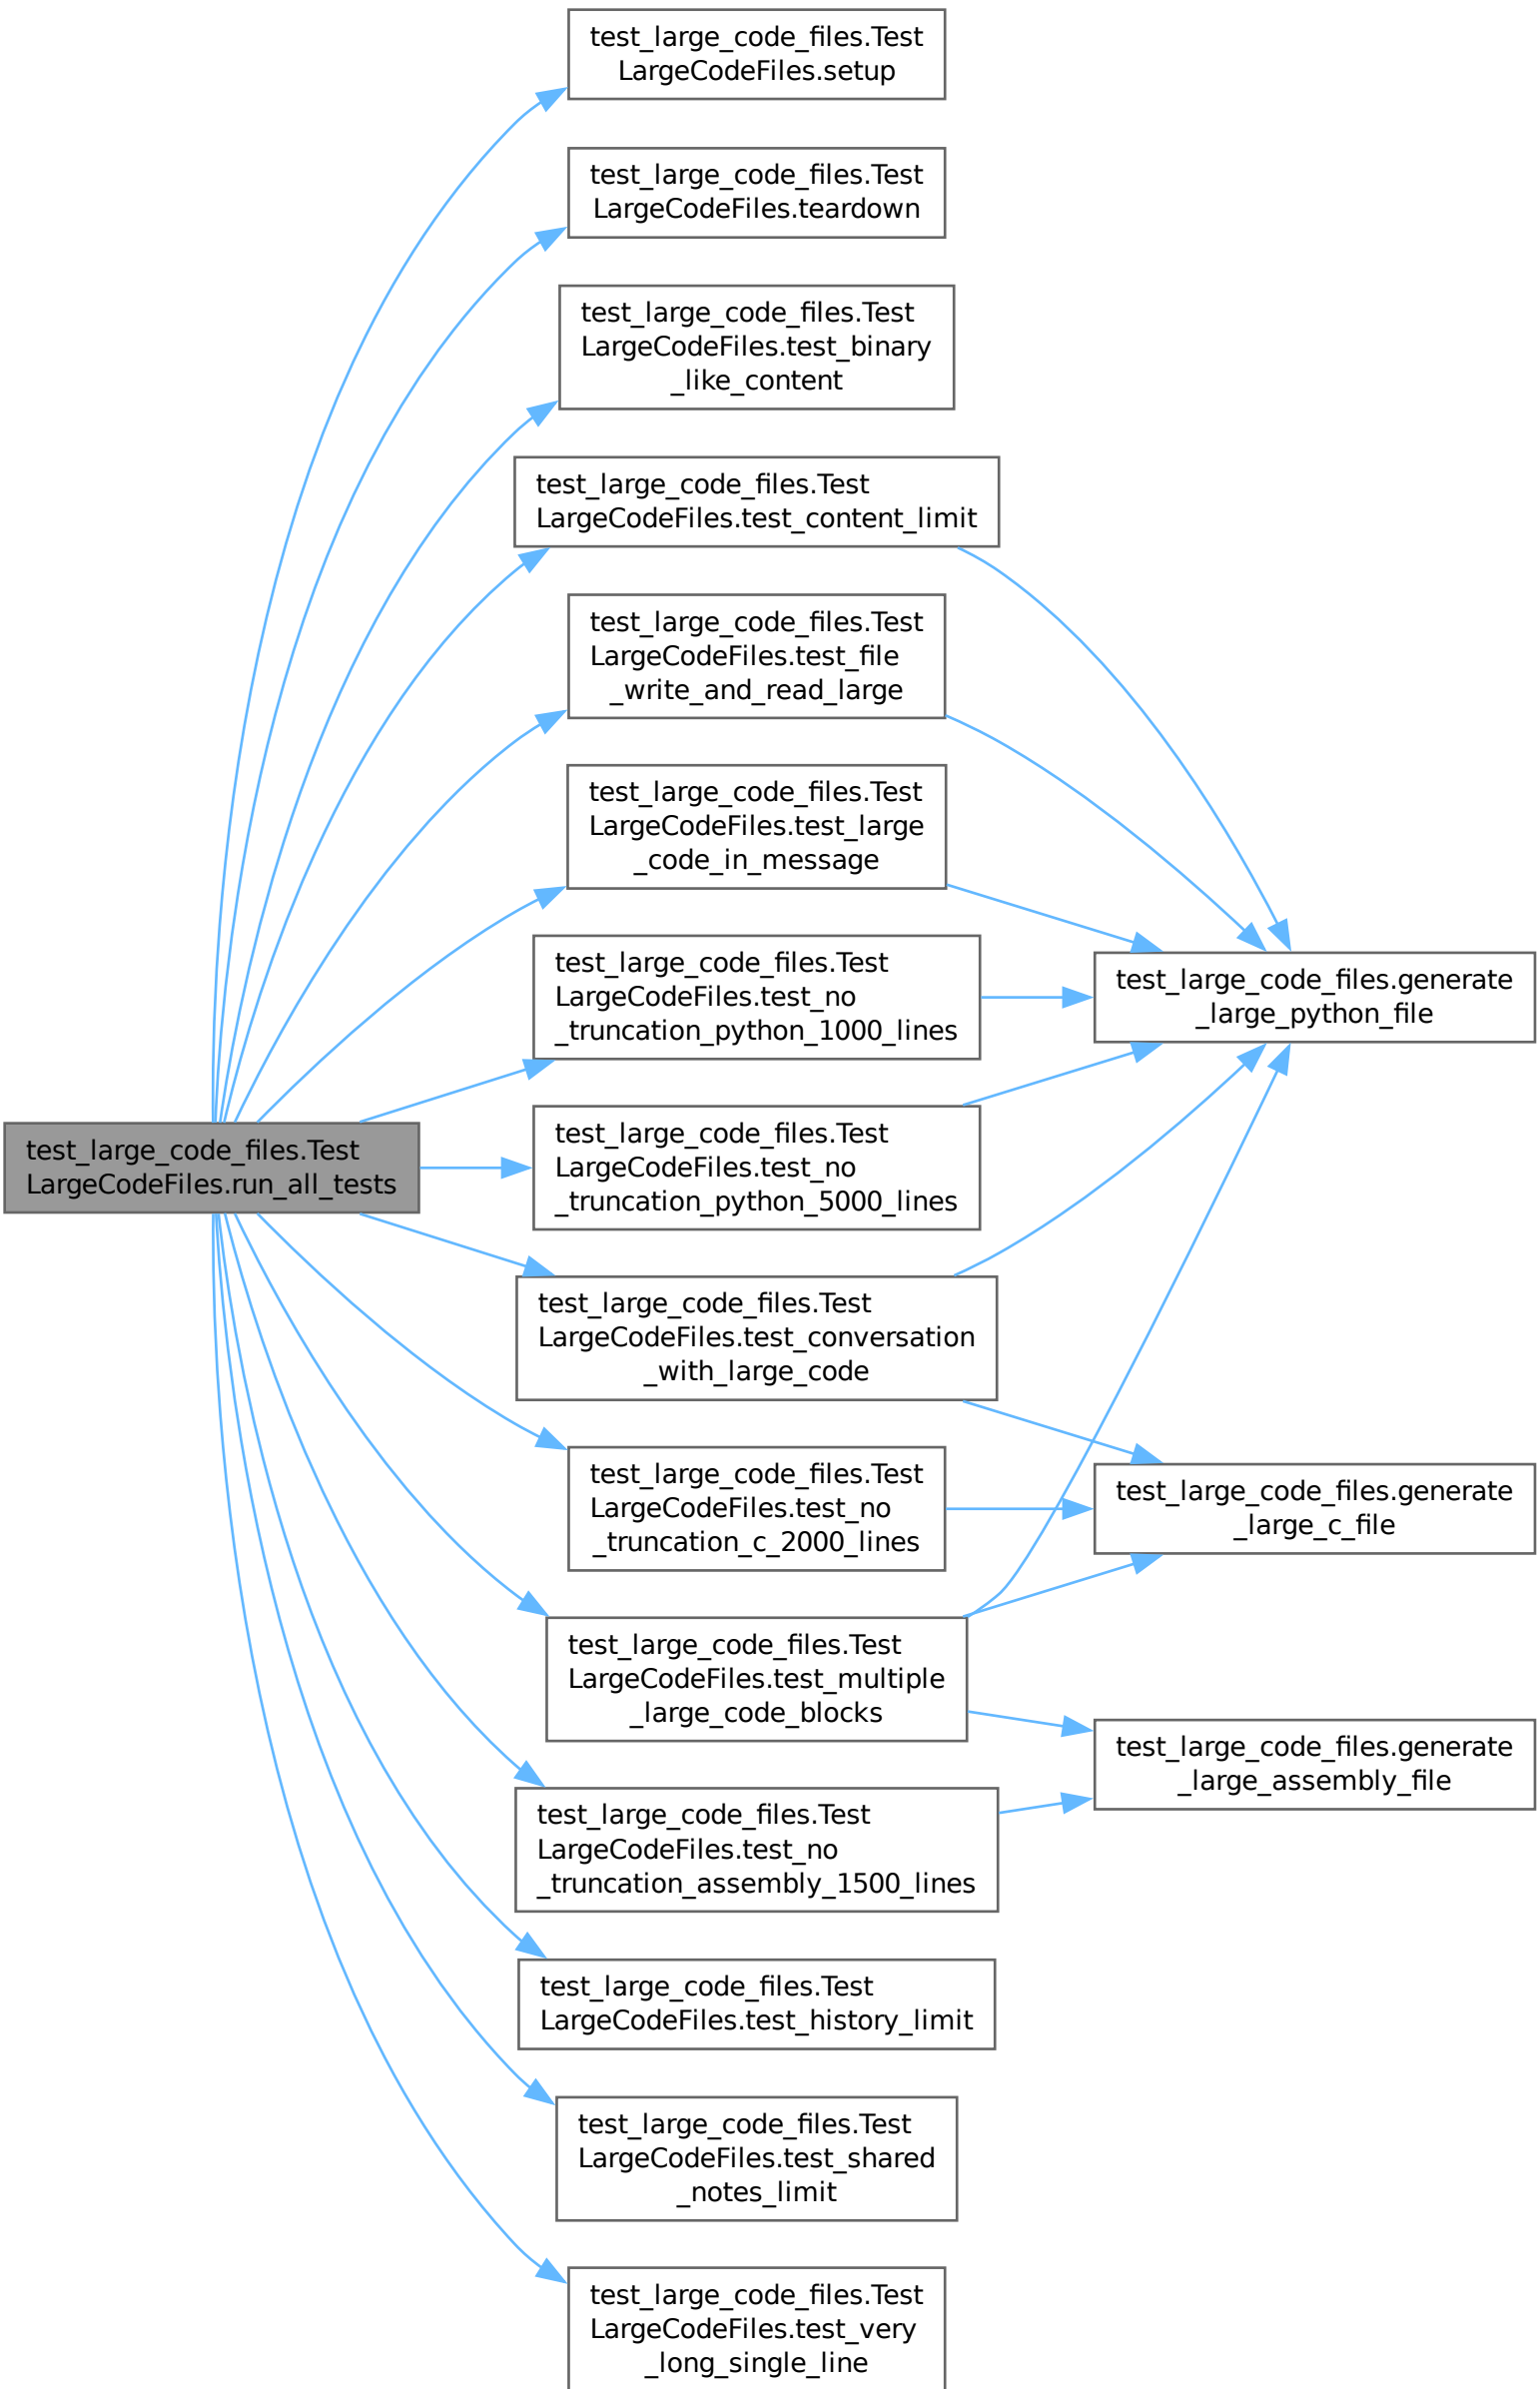 test_large_code_files.Test
LargeCodeFiles.setup
test_large_code_files.Test
LargeCodeFiles.teardown
test_large_code_files.Test
LargeCodeFiles.test_binary
_like_content
test_large_code_files.Test
LargeCodeFiles.test_content_limit
test_large_code_files.Test
LargeCodeFiles.test_file
_write_and_read_large
test_large_code_files.Test
LargeCodeFiles.test_large
_code_in_message
test_large_code_files.Test
LargeCodeFiles.test_no
_truncation_python_1000_lines
test_large_code_files.generate
_large_python_file
test_large_code_files.Test
LargeCodeFiles.run_all_tests
test_large_code_files.Test
LargeCodeFiles.test_no
_truncation_python_5000_lines
test_large_code_files.Test
LargeCodeFiles.test_conversation
_with_large_code
test_large_code_files.Test
LargeCodeFiles.test_no
_truncation_c_2000_lines
test_large_code_files.generate
_large_c_file
test_large_code_files.Test
LargeCodeFiles.test_multiple
_large_code_blocks
test_large_code_files.generate
_large_assembly_file
test_large_code_files.Test
LargeCodeFiles.test_no
_truncation_assembly_1500_lines
test_large_code_files.Test
LargeCodeFiles.test_history_limit
test_large_code_files.Test
LargeCodeFiles.test_shared
_notes_limit
test_large_code_files.Test
LargeCodeFiles.test_very
_long_single_line